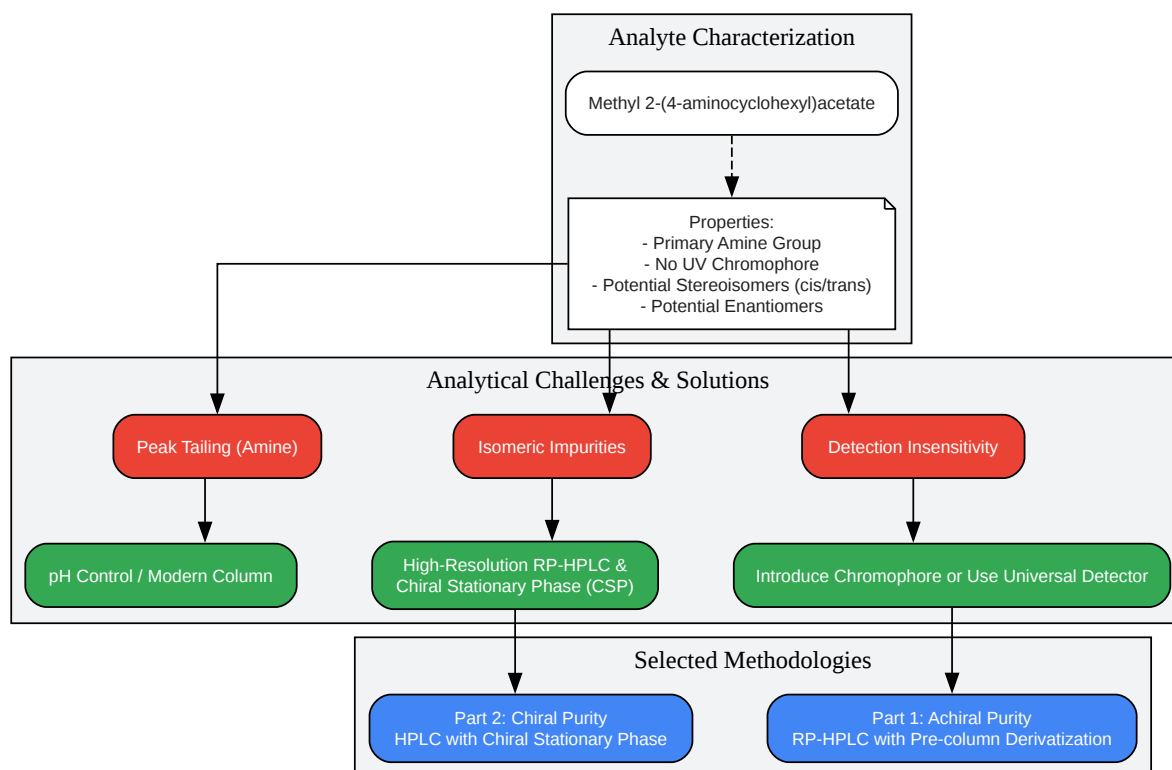 Analyte Characterization
Methyl 2-(4-aminocyclohexyl)acetate
Properties:
- Primary Amine Group
- No UV Chromophore
- Potential Stereoisomers (cis/trans)
- Potential Enantiomers
Analytical Challenges & Solutions
Peak Tailing (Amine)
Isomeric Impurities
Detection Insensitivity
pH Control / Modern Column
High-Resolution RP-HPLC &
Chiral Stationary Phase (CSP)
Introduce Chromophore or Use Universal Detector
Selected Methodologies
Part 2: Chiral Purity
HPLC with Chiral Stationary Phase
Part 1: Achiral Purity
RP-HPLC with Pre-column Derivatization